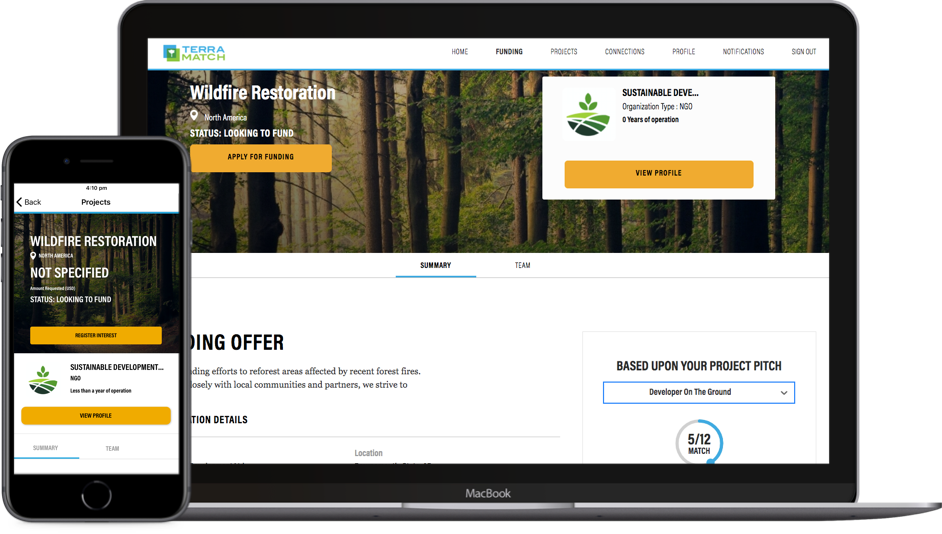 TERRA
MATCH
HOME FUNDING PROJECTS CONNECTIONS PROFILE NOTIFICATIONS SIGN OUT
Wildfire Restoration
North America
STATUS: LOOKING TO FUND
APPLY FOR FUNDING
SUSTAINABLE DEVE...
Organization Type : NGO
0 Years of operation
VIEW PROFILE
SUMMARY TEAM
DING OFFER
nding efforts to reforest areas affected by recent forest fires.
losely with local communities and partners, we strive to
TION DETAILS
Location
BASED UPON YOUR PROJECT PITCH
Developer On The Ground
5/12
MATCH
MacBook
4:10 pm
Back Projects
WILDFIRE RESTORATION
NORTH AMERICA
NOT SPECIFIED
Amount Requested (USD)
STATUS: LOOKING TO FUND
REGISTER INTEREST
SUSTAINABLE DEVELOPMENT...
NGO
Less than a year of operation
VIEW PROFILE
SUMMARY TEAM